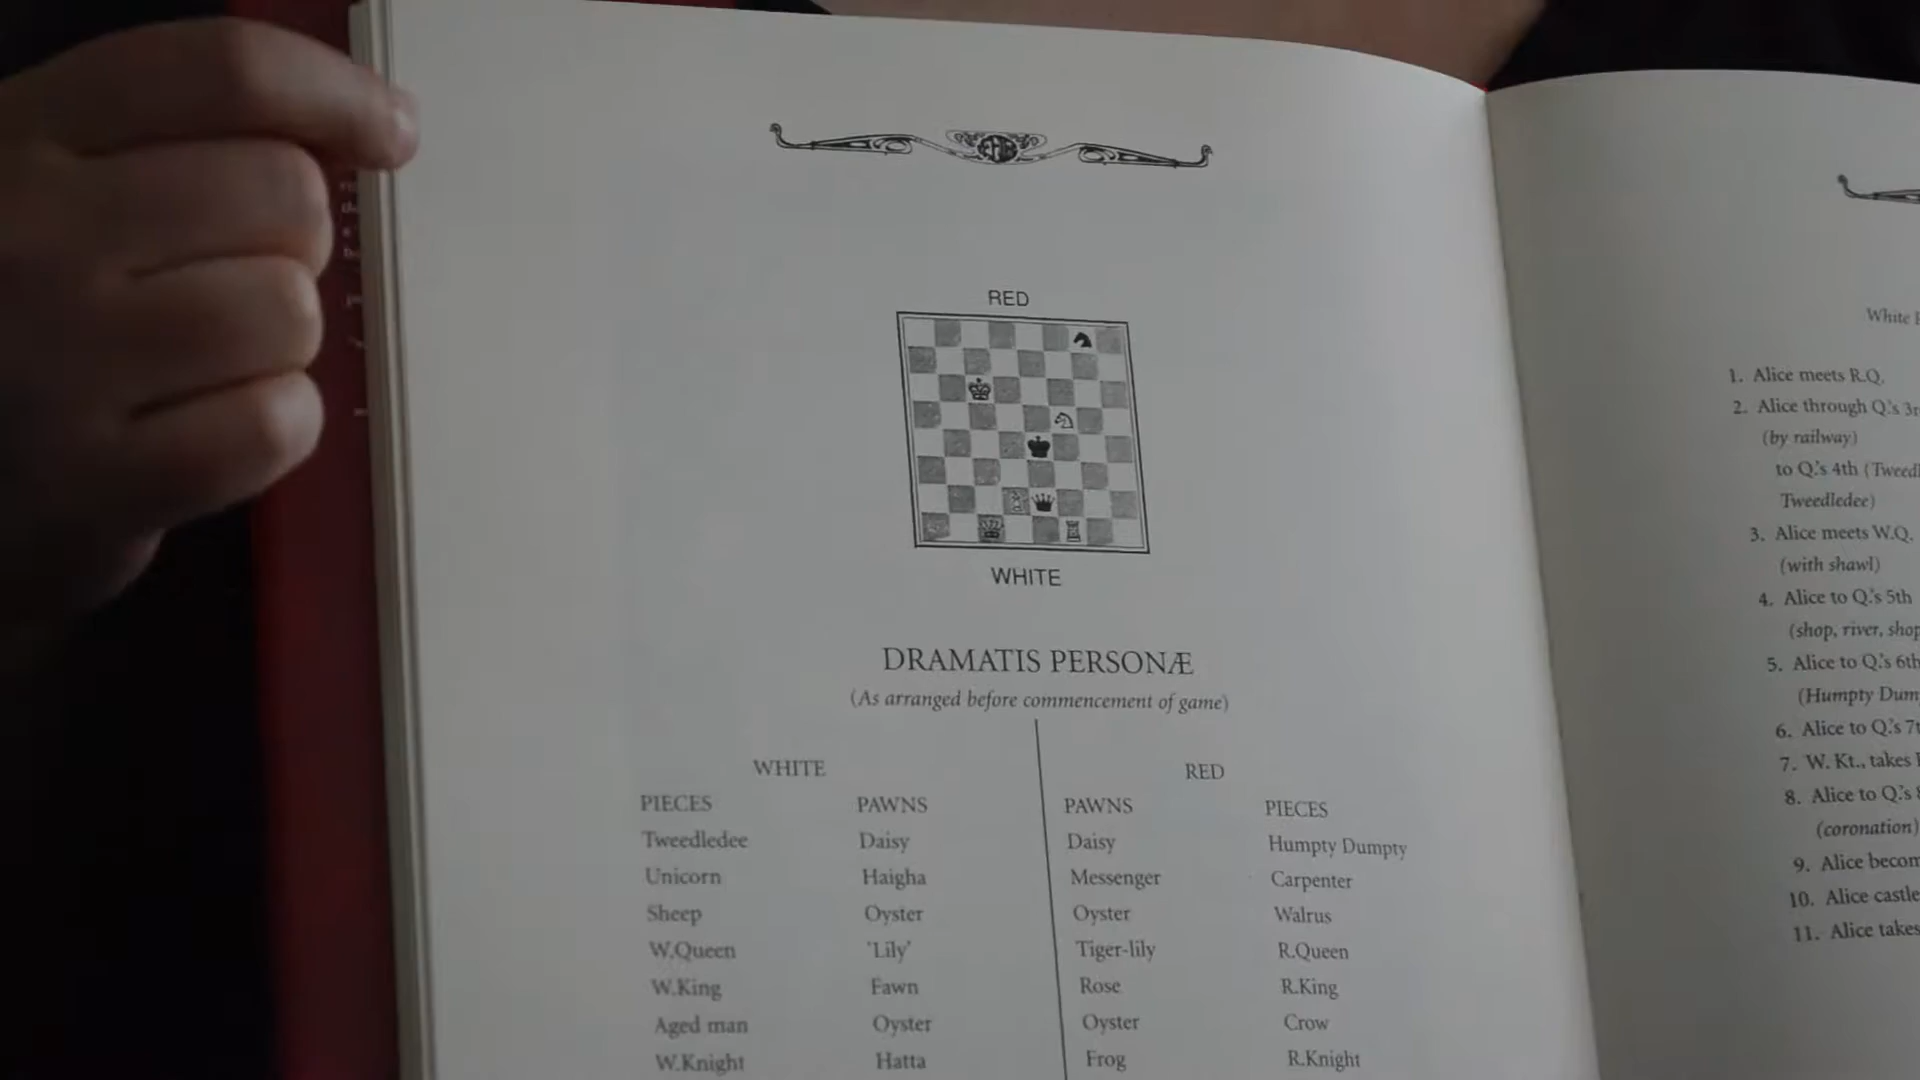 RED
WHITE
DRAMATIS PERSONÆ
(As arranged before commencement of game)
WHITE RED
PIECES PAWNS PAWNS PIECES
Tweedledee Daisy Daisy Humpty Dumpty
Unicorn Haigha Messenger Carpenter
Sheep Oyster Oyster Walrus
W.Queen 'Lily' Tiger-lily R.Queen
W.King Fawn Rose R.King
Aged man Oyster Oyster Crow
W.Knight Hatta Frog R.Knight
White
1. Alice meets R.Q.
2. Alice through Q.'s 3r
(by railway)
to Q.'s 4th (Tweed
Tweedledee)
3. Alice meets W.Q.
(with shawl)
4. Alice to Q.'s 5th
(shop, river, shop
5. Alice to Q.'s 6th
(Humpty Dum
6. Alice to Q.'s 7t
7. W. Kt., takes
8. Alice to Q.'s
(coronation)
9. Alice becom
10. Alice castle
11. Alice takes